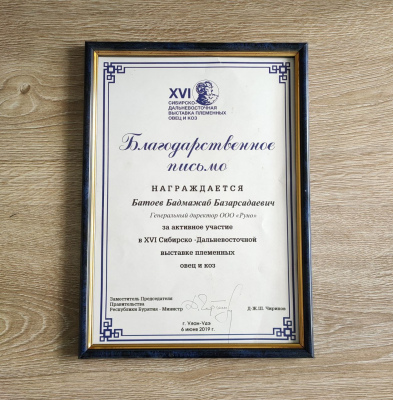 XVI
СИБИРСКО-
ДАЛЬНЕВОСТОЧНАЯ
ВЫСТАВКА ПЛЕМЕННЫХ
ОВЕЦ И КОЗ
Благодарственное
письмо
НАГРАЖДАЕТСЯ
Батоев Бадмажаб Базарсадаевич
Генеральный директор ООО «Руно»
за активное участие
в XVI Сибирско -Дальневосточной
выставке племенных
овец и коз
Заместитель Председателя
Правительства
Республики Бурятия - Министр Д-Ж.Ш. Чирипов
г. Улан-Удэ
6 июня 2019 г.